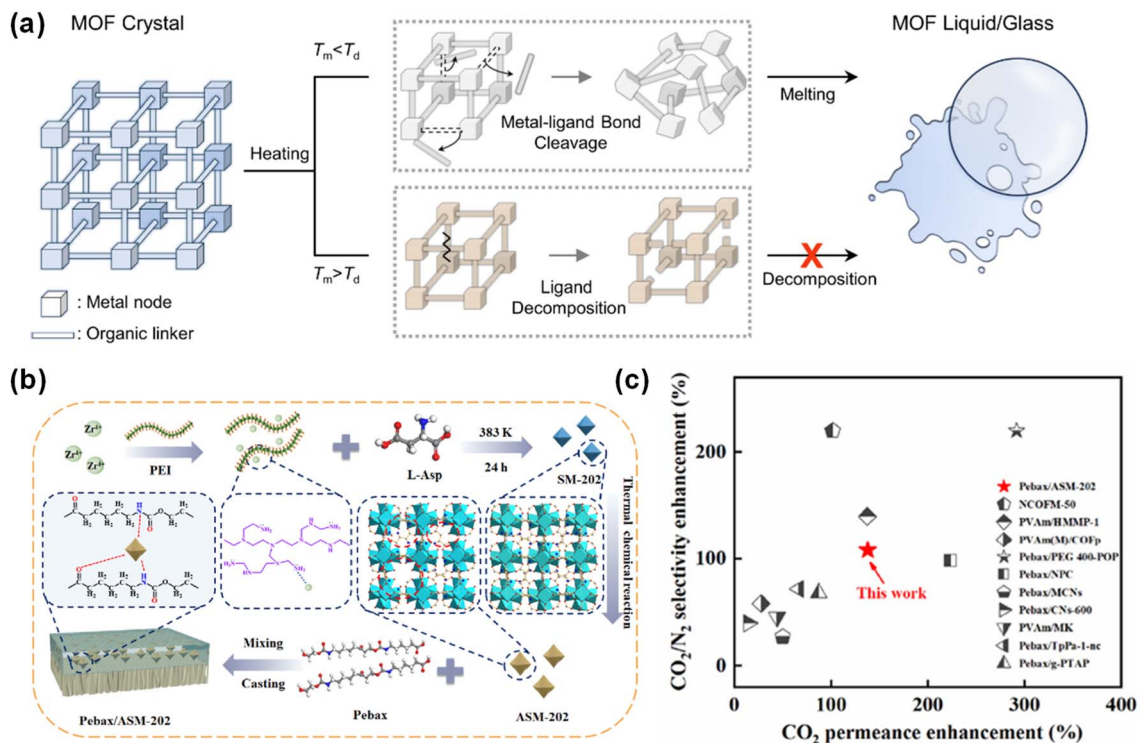 (a)
MOF Crystal
MOF Liquid/Glass
Tm<Td
Metal-ligand Bond
Cleavage
Melting
Heating
Tm>Td
Ligand
Decomposition
Decomposition
: Metal node
: Organic linker
(b)
Zr4+
Zr4+
Zr4+
PEI
L-Asp
383 K
24 h
SM-202
Thermal chemical reaction
Mixing
Casting
Pebax/ASM-202
Pebax
ASM-202
(c)
CO2/N2 selectivity enhancement (%)
200
100
0
0
100
200
300
400
CO2 permeance enhancement (%)
This work
Pebax/ASM-202
NCOFM-50
PVAm/HMMP-1
PVAm(M)/COFp
Pebax/PEG 400-POP
Pebax/NPC
Pebax/MCNs
Pebax/CNs-600
PVAm/MK
Pebax/TpPa-1-nc
Pebax/g-PTAP